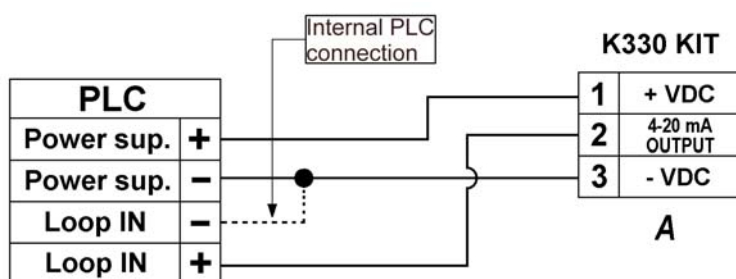 Internal PLC
connection
K330 KIT
PLC
Power sup. +
Power sup. −
Loop IN −
Loop IN +
1 + VDC
2 4-20 mA
OUTPUT
3 - VDC
A